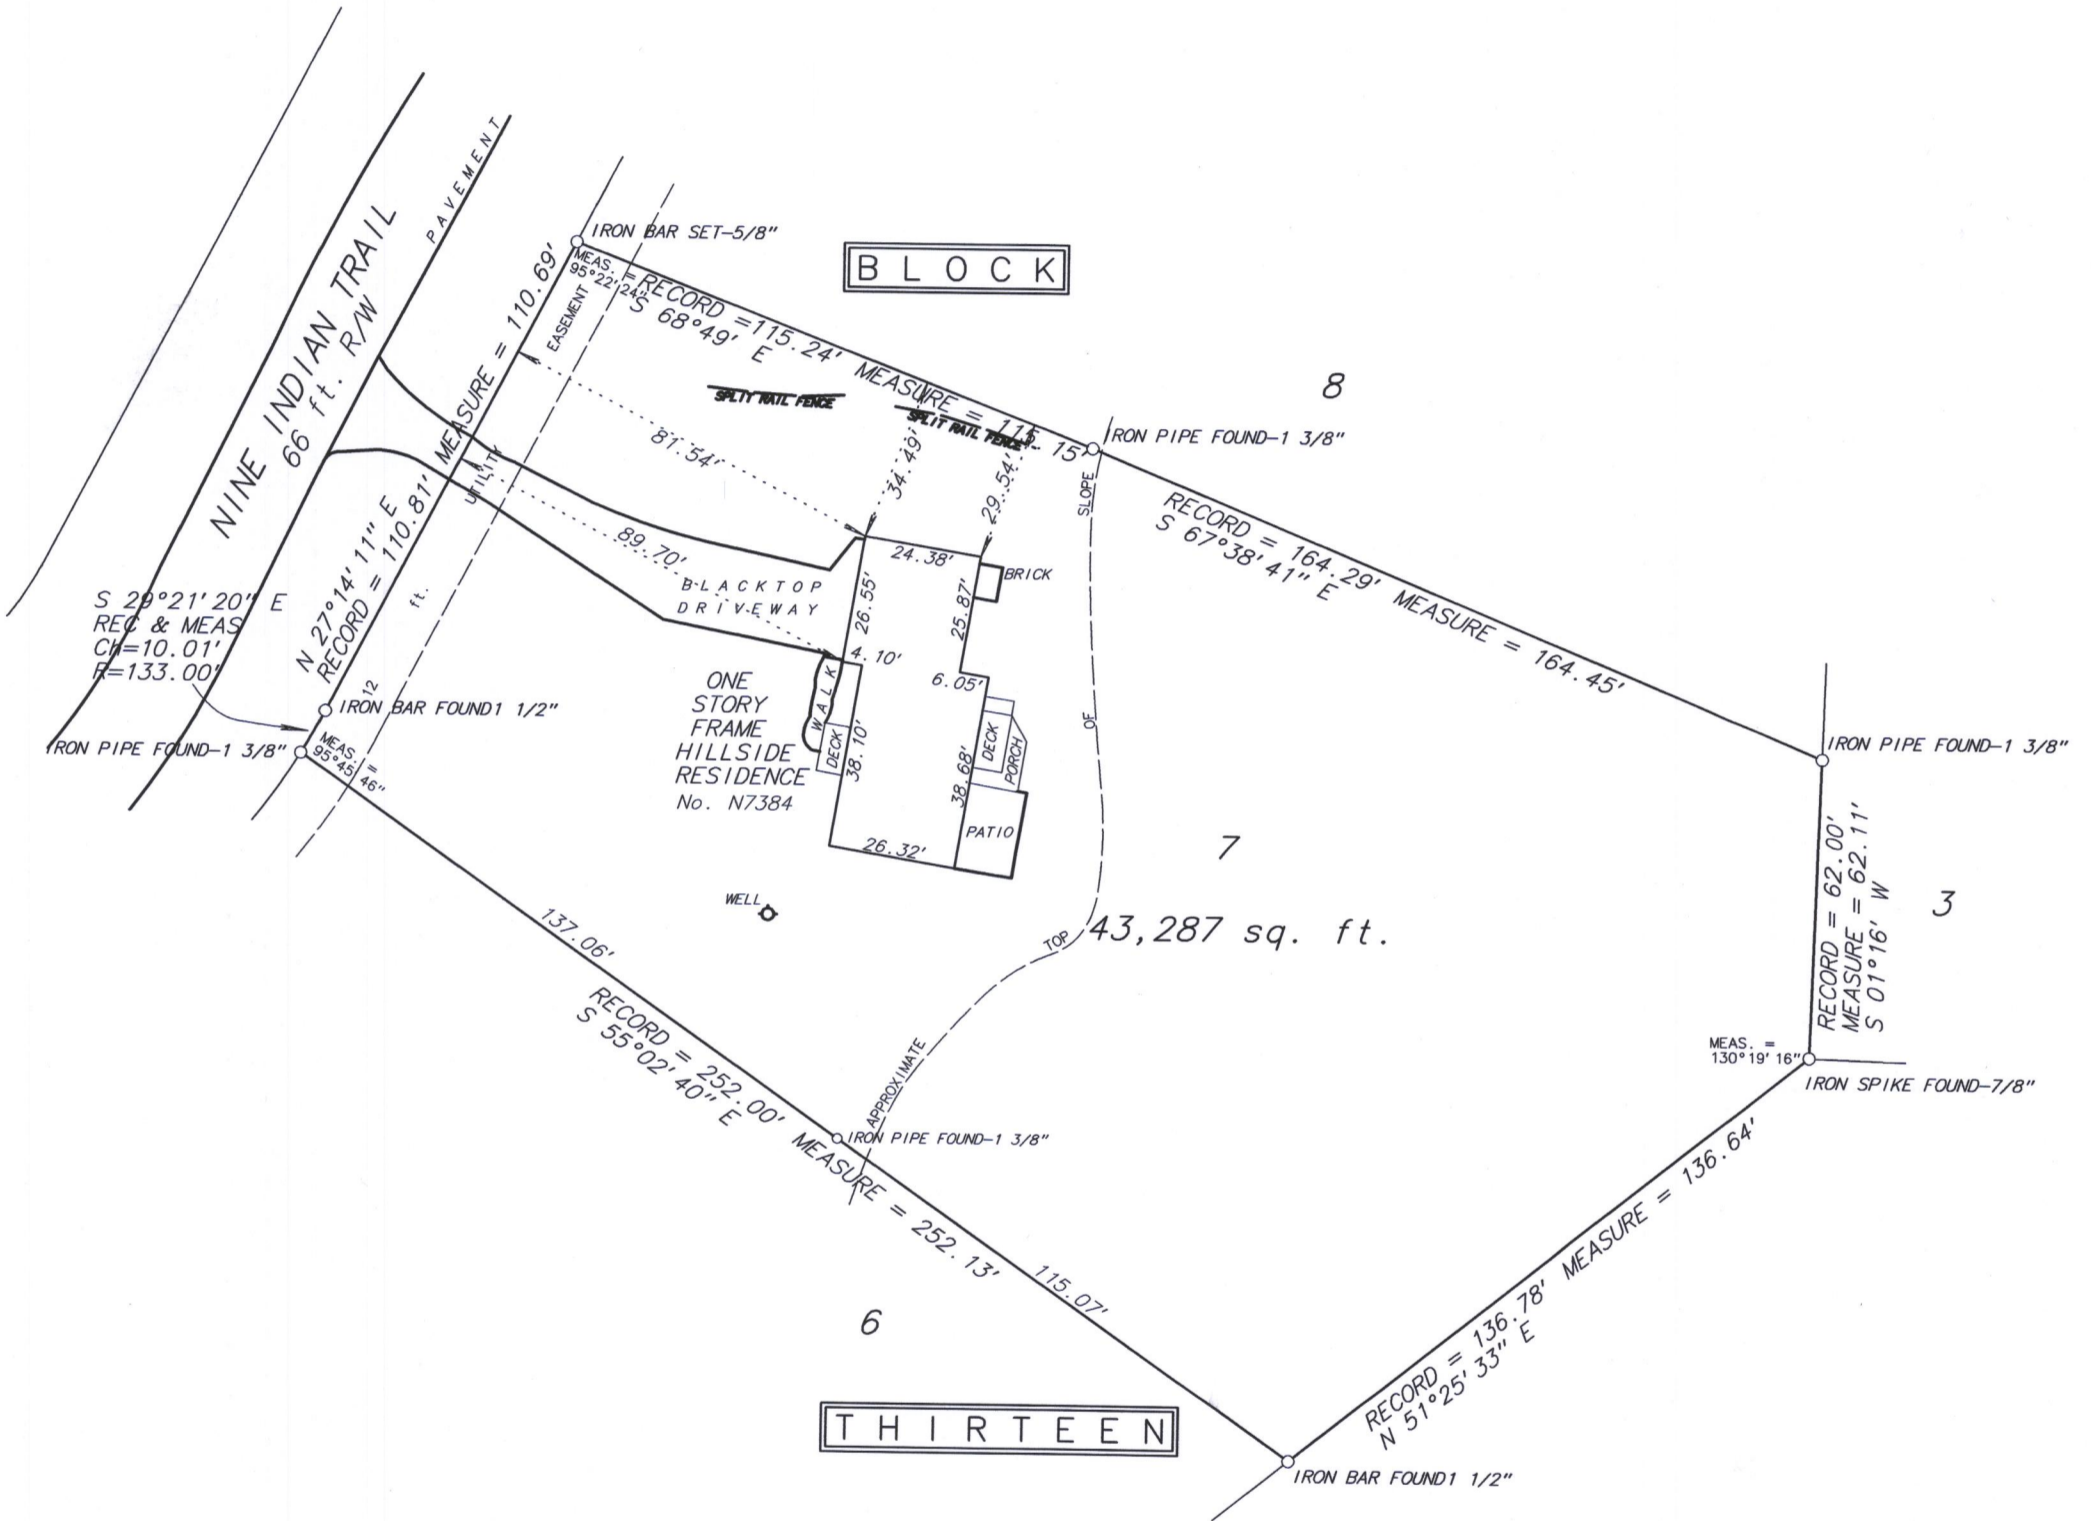 NINE INDIAN TRAIL
66 ft. R/W
PAVEMENT
IRON BAR SET-5/8"
BLOCK
MEAS. =
95°22'24"
RECORD =115.24' MEASURE = 115.15'
S 68°49' E
EASEMENT
UTILITY
12 ft.
MEASURE = 110.69'
N 27°14'11" E
RECORD = 110.81'
SPLIT RAIL FENCE
SPLIT RAIL FENCE
8
IRON PIPE FOUND-1 3/8"
81.54'
34.49'
29.54'
89.70'
RECORD = 164.29' MEASURE = 164.45'
S 67°38'41" E
SLOPE
OF
TOP
APPROXIMATE
24.38'
BRICK
26.55'
25.87'
BLACKTOP
DRIVEWAY
4.10'
6.05'
WALK
DECK
38.10'
DECK
PORCH
38.68'
PATIO
26.32'
ONE
STORY
FRAME
HILLSIDE
RESIDENCE
No. N7384
S 29°21'20" E
REC & MEAS
Ch=10.01'
R=133.00'
IRON BAR FOUND1 1/2"
IRON PIPE FOUND-1 3/8"
MEAS. =
95°45'46"
IRON PIPE FOUND-1 3/8"
RECORD = 62.00'
MEASURE = 62.11'
S 01°16' W
3
7
43,287 sq. ft.
WELL
137.06'
RECORD = 252.00' MEASURE = 252.13'
S 55°02'40" E
IRON PIPE FOUND-1 3/8"
115.07'
MEAS. =
130°19'16"
IRON SPIKE FOUND-7/8"
RECORD = 136.78' MEASURE = 136.64'
N 51°25'33" E
6
THIRTEEN
IRON BAR FOUND1 1/2"